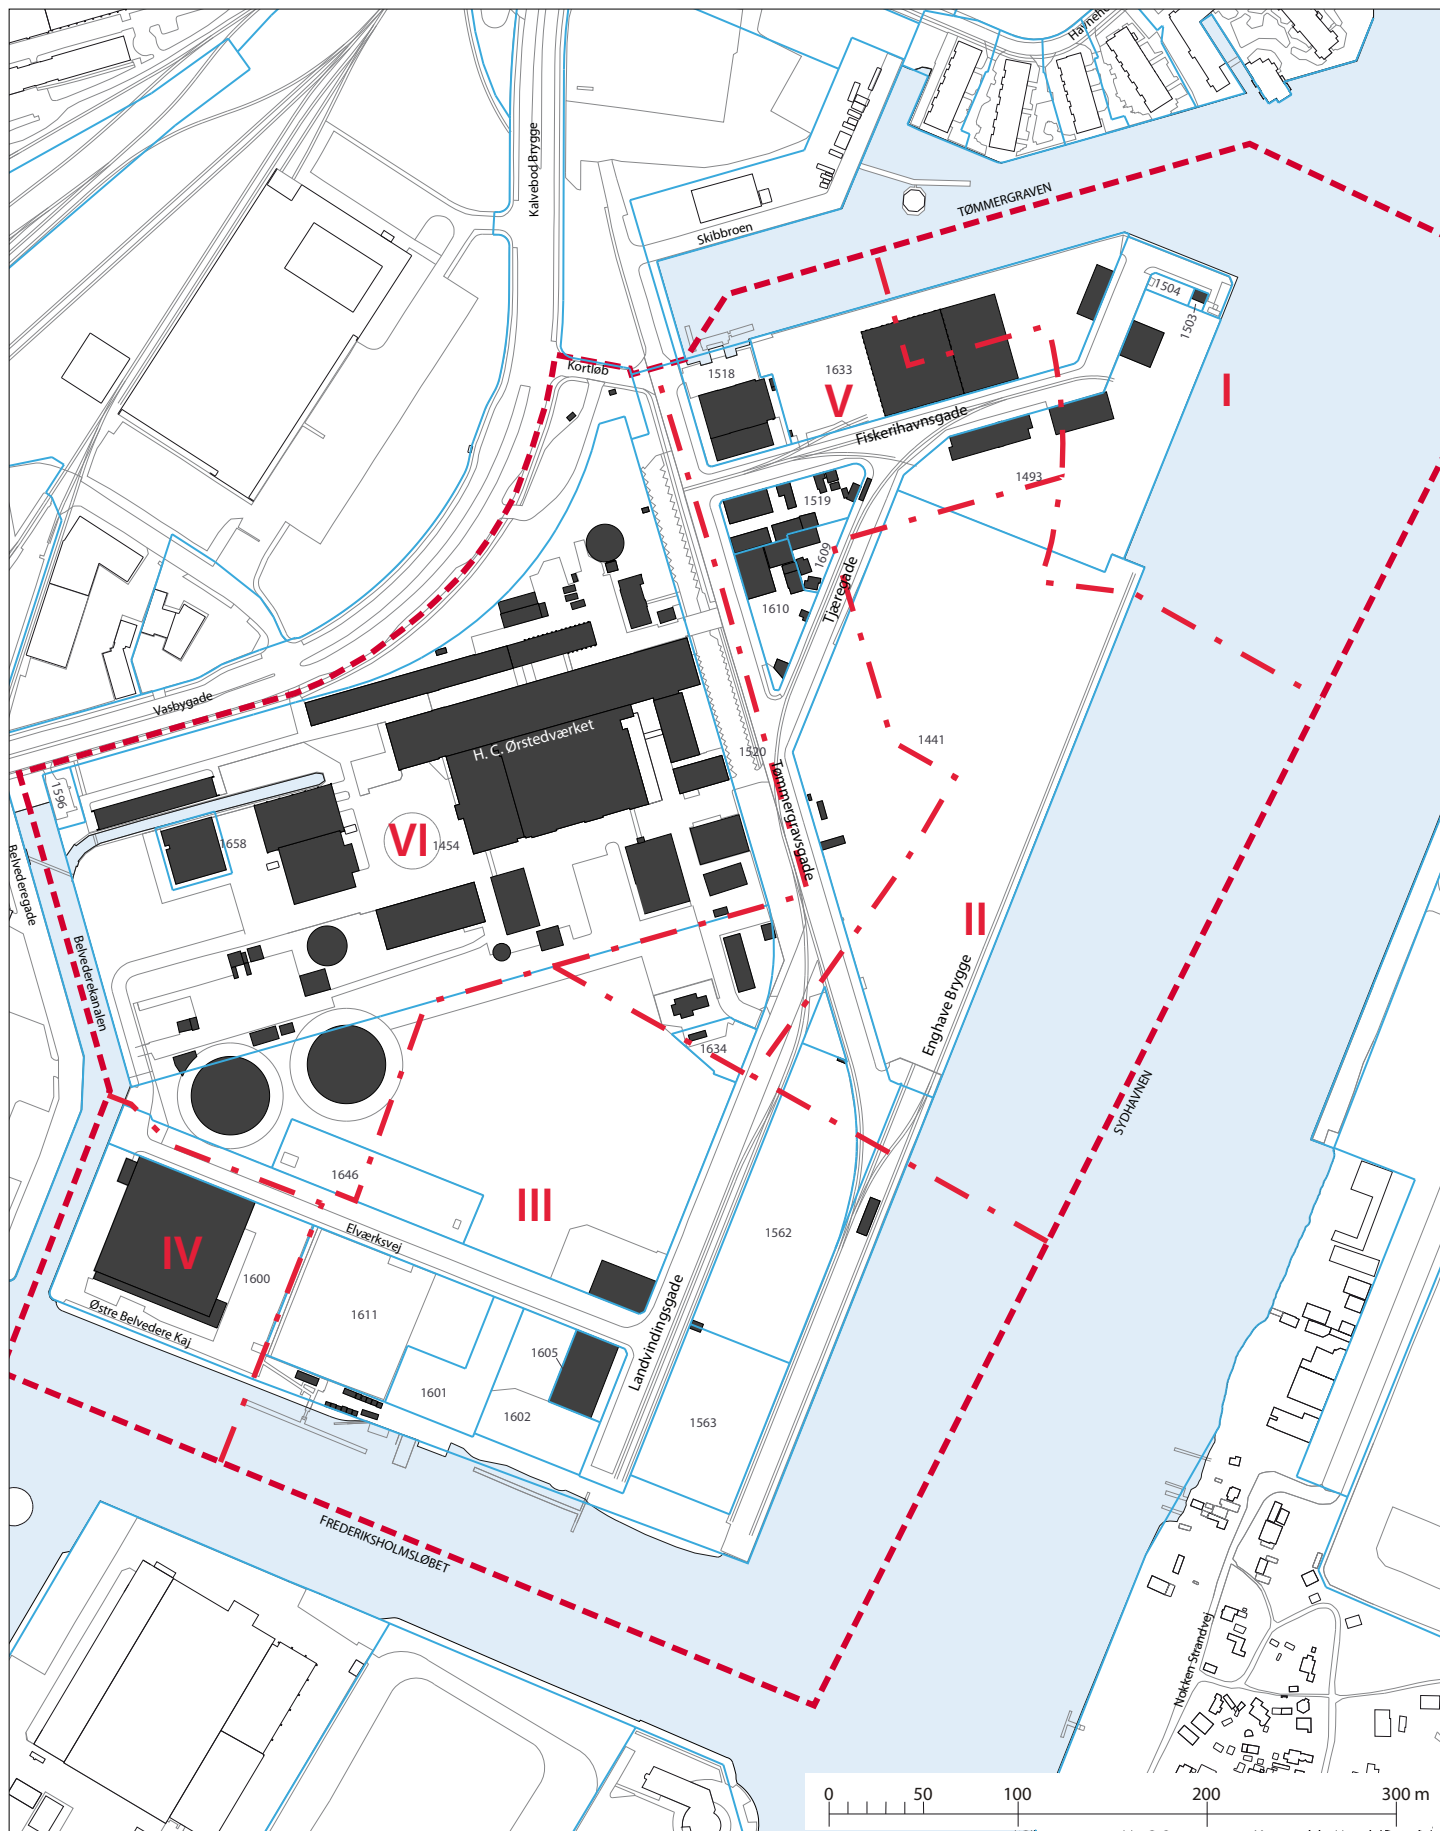 Havneho
Kalvebod Brygge
TØMMERGRAVEN
Skibbroen
1504
1503
Kortløb
1518
1633
V
I
Fiskerihavnsgade
1493
1519
1609
Tjæregade
1610
Vasbygade
H. C. Ørstedværket
1441
1520
Tømmergravsgade
1596
1658
VI
1454
Belvederegade
Belvederekanalen
II
Enghave Brygge
1634
SYDHAVNEN
1646
III
Elværksvej
1562
IV
1600
Østre Belvedere Kaj
1611
Landvindingsgade
1605
1601
1602
1563
FREDERIKSHOLMSLØBET
Nokken Strandvej
0 50 100 200 300 m